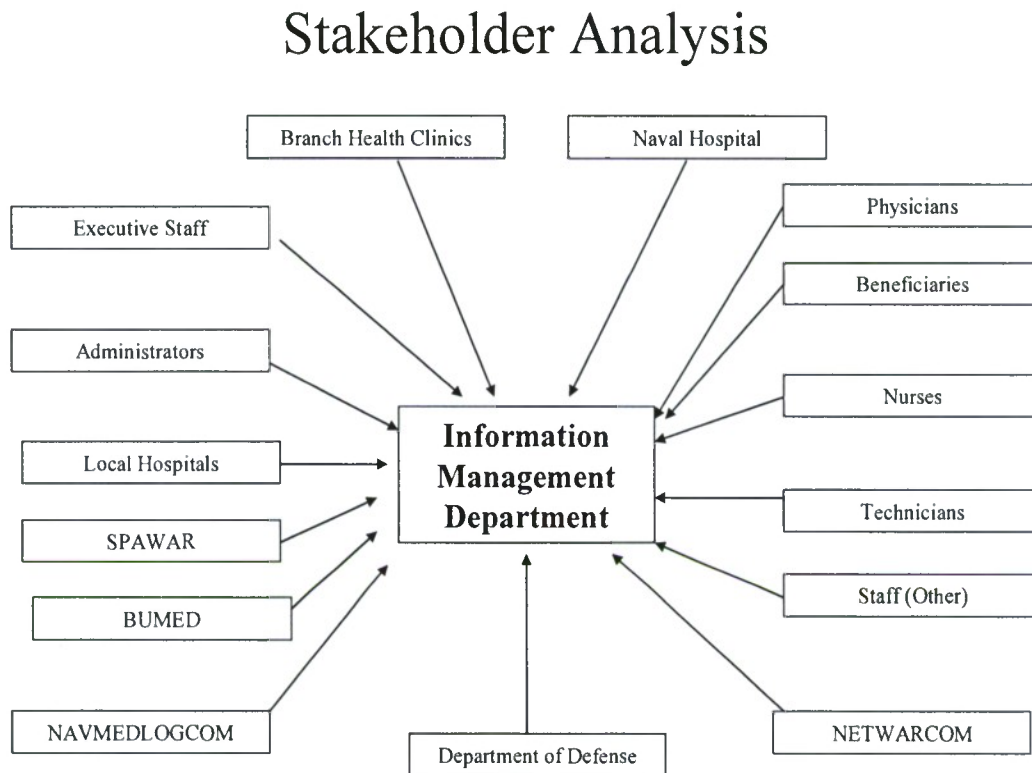 Stakeholder Analysis
Branch Health Clinics
Naval Hospital
Physicians
Executive Staff
Beneficiaries
Administrators
Nurses
Information
Management
Department
Local Hospitals
Technicians
SPAWAR
Staff (Other)
BUMED
NAVMEDLOGCOM
NETWARCOM
Department of Defense